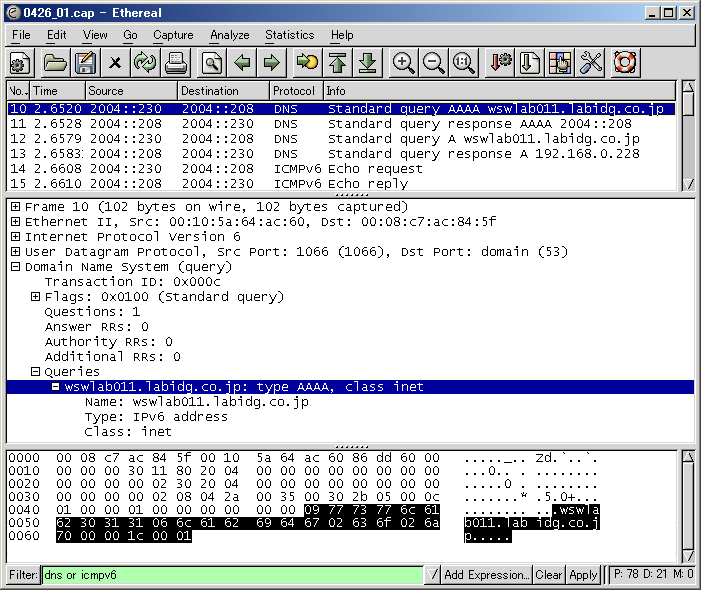 0426_01.cap - Ethereal
File Edit View Go Capture Analyze Statistics Help
No.. Time Source Destination Protocol Info
10 2.6520 2004::230 2004::208 DNS Standard query AAAA wswlab011.labidg.co.jp
11 2.6528 2004::208 2004::230 DNS Standard query response AAAA 2004::208
12 2.6579 2004::230 2004::208 DNS Standard query A wswlab011.labidg.co.jp
13 2.6583 2004::208 2004::230 DNS Standard query response A 192.168.0.228
14 2.6608 2004::230 2004::208 ICMPv6 Echo request
15 2.6610 2004::208 2004::230 ICMPv6 Echo reply
Frame 10 (102 bytes on wire, 102 bytes captured)
Ethernet II, Src: 00:10:5a:64:ac:60, Dst: 00:08:c7:ac:84:5f
Internet Protocol Version 6
User Datagram Protocol, Src Port: 1066 (1066), Dst Port: domain (53)
Domain Name System (query)
Transaction ID: 0x000c
Flags: 0x0100 (Standard query)
Questions: 1
Answer RRs: 0
Authority RRs: 0
Additional RRs: 0
Queries
wswlab011.labidg.co.jp: type AAAA, class inet
Name: wswlab011.labidg.co.jp
Type: IPv6 address
Class: inet
0000 00 08 c7 ac 84 5f 00 10 5a 64 ac 60 86 dd 60 00 ....._.. Zd.`..`.
0010 00 00 00 30 11 80 20 04 00 00 00 00 00 00 00 00 ...0.. . ........
0020 00 00 00 00 02 30 20 04 00 00 00 00 00 00 00 00 .....0 . ........
0030 00 00 00 00 02 08 04 2a 00 35 00 30 2b 05 00 0c .......* .5.0+...
0040 01 00 00 01 00 00 00 00 00 00 09 77 73 77 6c 61 ........ ...wswla
0050 62 30 31 31 06 6c 61 62 69 64 67 02 63 6f 02 6a b011.lab idg.co.j
0060 70 00 00 1c 00 01 p.....
Filter: dns or icmpv6 Add Expression... Clear Apply P: 78 D: 21 M: 0